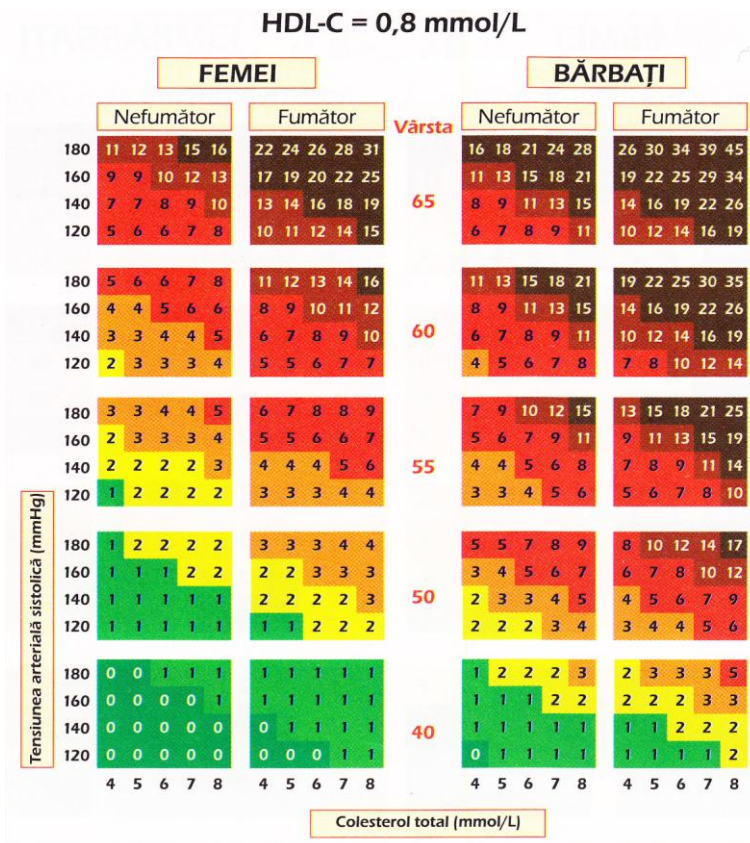 HDL-C = 0,8 mmol/L
FEMEI BĂRBAȚI
Nefumător Fumător Vârsta Nefumător Fumător
180 11 12 13 15 16 22 24 26 28 31 16 18 21 24 28 26 30 34 39 45
160 9 9 10 12 13 17 19 20 22 25 11 13 15 18 21 19 22 25 29 34
140 7 7 8 9 10 13 14 16 18 19 65 8 9 11 13 15 14 16 19 22 26
120 5 6 6 7 8 10 11 12 14 15 6 7 8 9 11 10 12 14 16 19
180 5 6 6 7 8 11 12 13 14 16 11 13 15 18 21 19 22 25 30 35
160 4 4 5 6 6 8 9 10 11 12 60 8 9 11 13 15 14 16 19 22 26
140 3 3 4 4 5 6 7 8 9 10 6 7 8 9 11 10 12 14 16 19
120 2 3 3 3 4 5 5 6 7 7 4 5 6 7 8 7 8 10 12 14
180 3 3 4 4 5 6 7 8 8 9 7 9 10 12 15 13 15 18 21 25
160 2 3 3 3 4 5 5 6 6 7 55 5 6 7 9 11 9 11 13 15 19
140 2 2 2 2 3 4 4 4 5 6 4 4 5 6 8 7 8 9 11 14
120 1 2 2 2 2 3 3 3 4 4 3 3 4 5 6 5 6 7 8 10
180 1 2 2 2 2 3 3 3 4 4 5 5 7 8 9 8 10 12 14 17
160 1 1 1 2 2 2 2 3 3 3 3 4 5 6 7 6 7 8 10 12
140 1 1 1 1 1 2 2 2 2 3 50 2 3 3 4 5 4 5 6 7 9
120 1 1 1 1 1 1 1 2 2 2 2 2 2 3 4 3 4 4 5 6
180 0 0 1 1 1 1 1 1 1 1 1 2 2 2 3 2 3 3 3 5
160 0 0 0 0 1 1 1 1 1 1 1 1 1 2 2 2 2 2 3 3
140 0 0 0 0 0 0 1 1 1 1 40 1 1 1 1 1 1 1 2 2 2
120 0 0 0 0 0 0 0 0 1 1 0 1 1 1 1 1 1 1 1 2
4 5 6 7 8 4 5 6 7 8 4 5 6 7 8 4 5 6 7 8
Tensiunea arterială sistolică (mmHg)
Colesterol total (mmol/L)